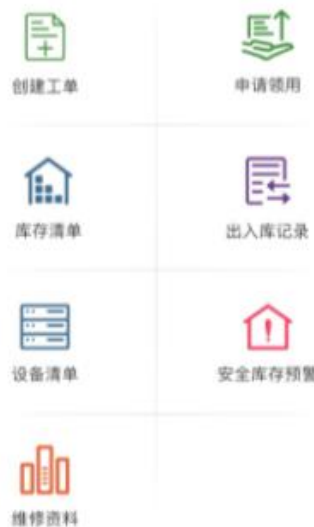 创建工单
申请领用
库存清单
出入库记录
设备清单
安全库存预警
维修资料